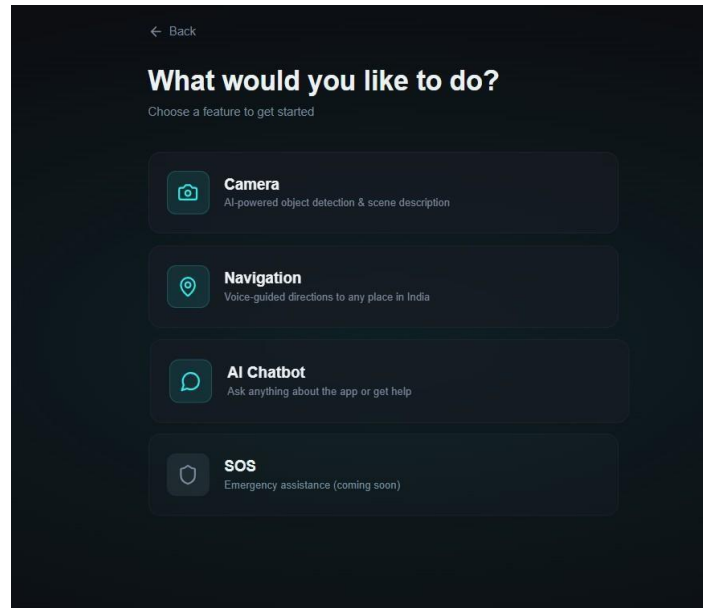 Back
What would you like to do?
Choose a feature to get started
Camera
AI-powered object detection & scene description
Navigation
Voice-guided directions to any place in India
AI Chatbot
Ask anything about the app or get help
SOS
Emergency assistance (coming soon)